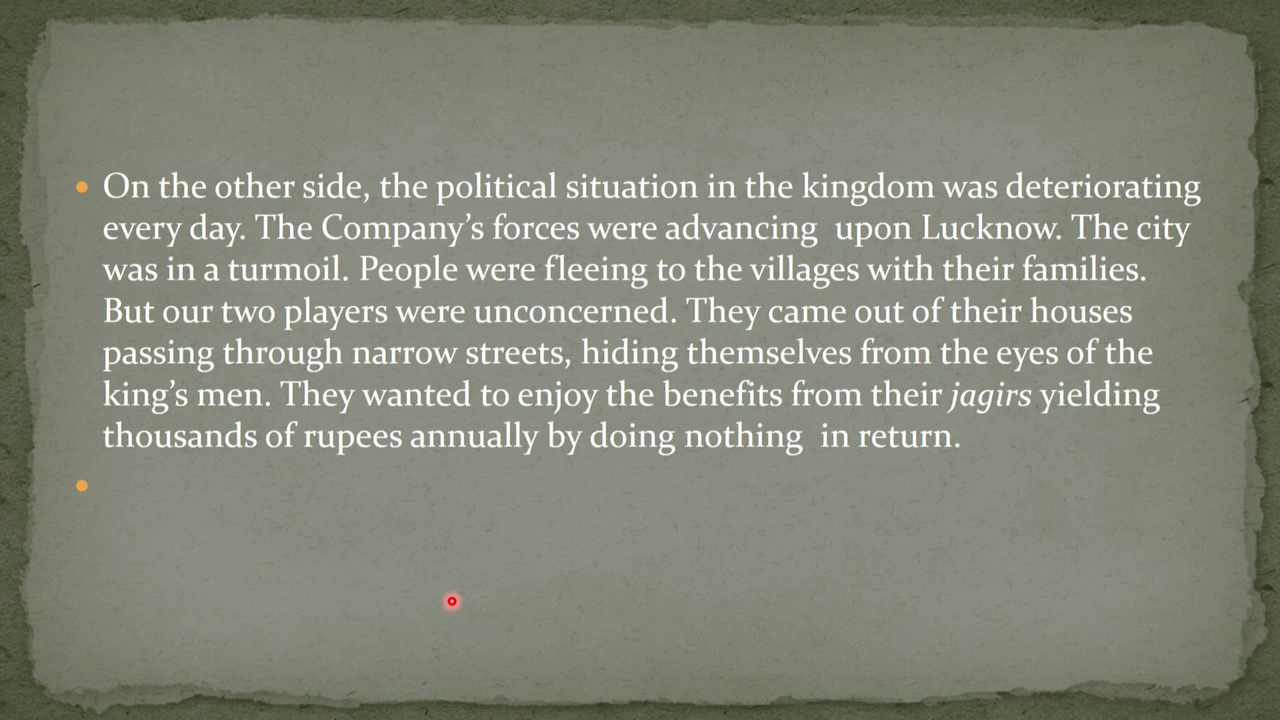 • On the other side, the political situation in the kingdom was deteriorating
every day. The Company's forces were advancing  upon Lucknow. The city
was in a turmoil. People were fleeing to the villages with their families.
But our two players were unconcerned. They came out of their houses
passing through narrow streets, hiding themselves from the eyes of the
king's men. They wanted to enjoy the benefits from their jagirs yielding
thousands of rupees annually by doing nothing  in return.
•